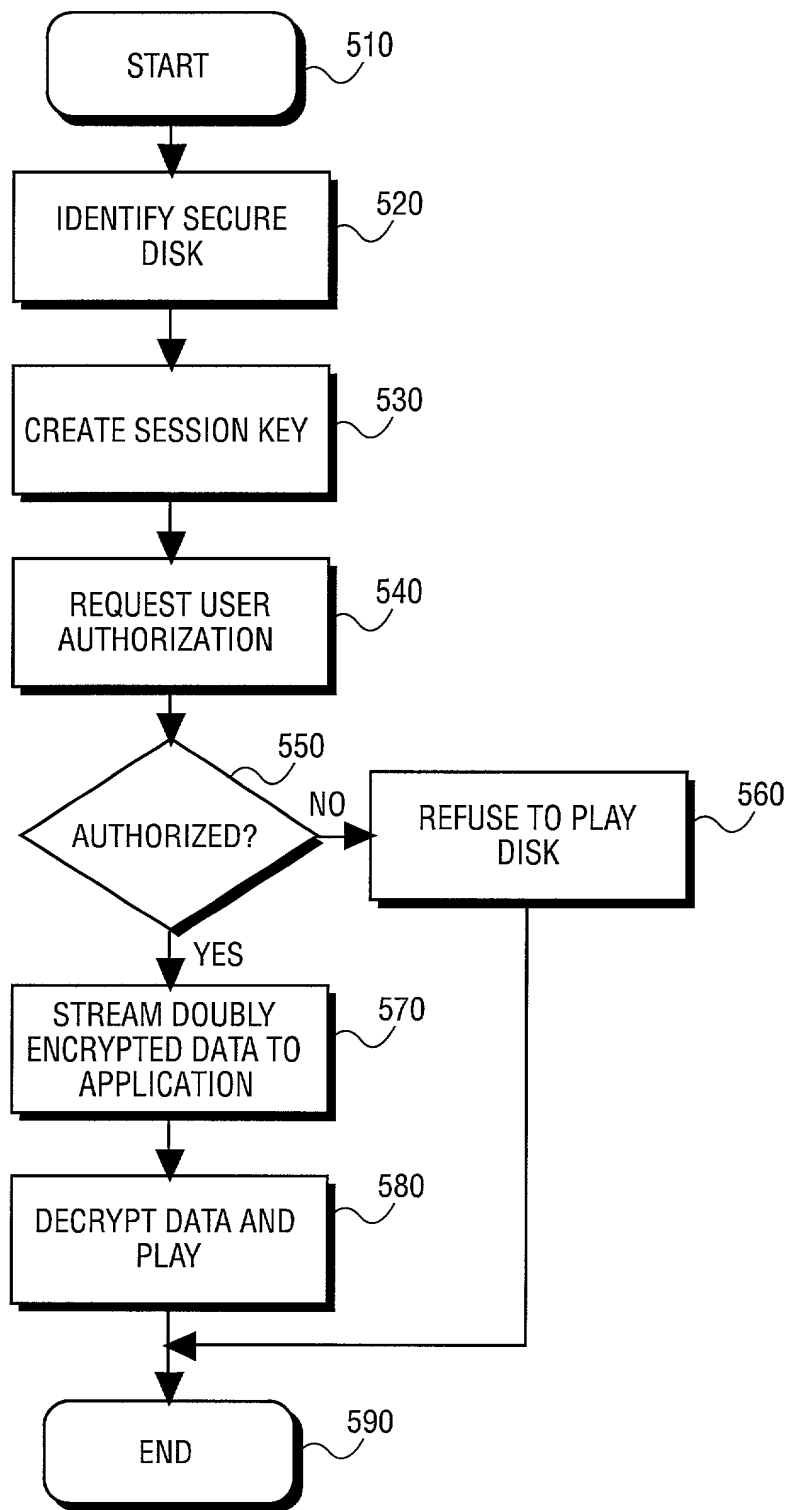 START
510
IDENTIFY SECURE
DISK
520
CREATE SESSION KEY
530
REQUEST USER
AUTHORIZATION
540
AUTHORIZED?
550
NO
REFUSE TO PLAY
DISK
560
YES
STREAM DOUBLY
ENCRYPTED DATA TO
APPLICATION
570
DECRYPT DATA AND
PLAY
580
END
590